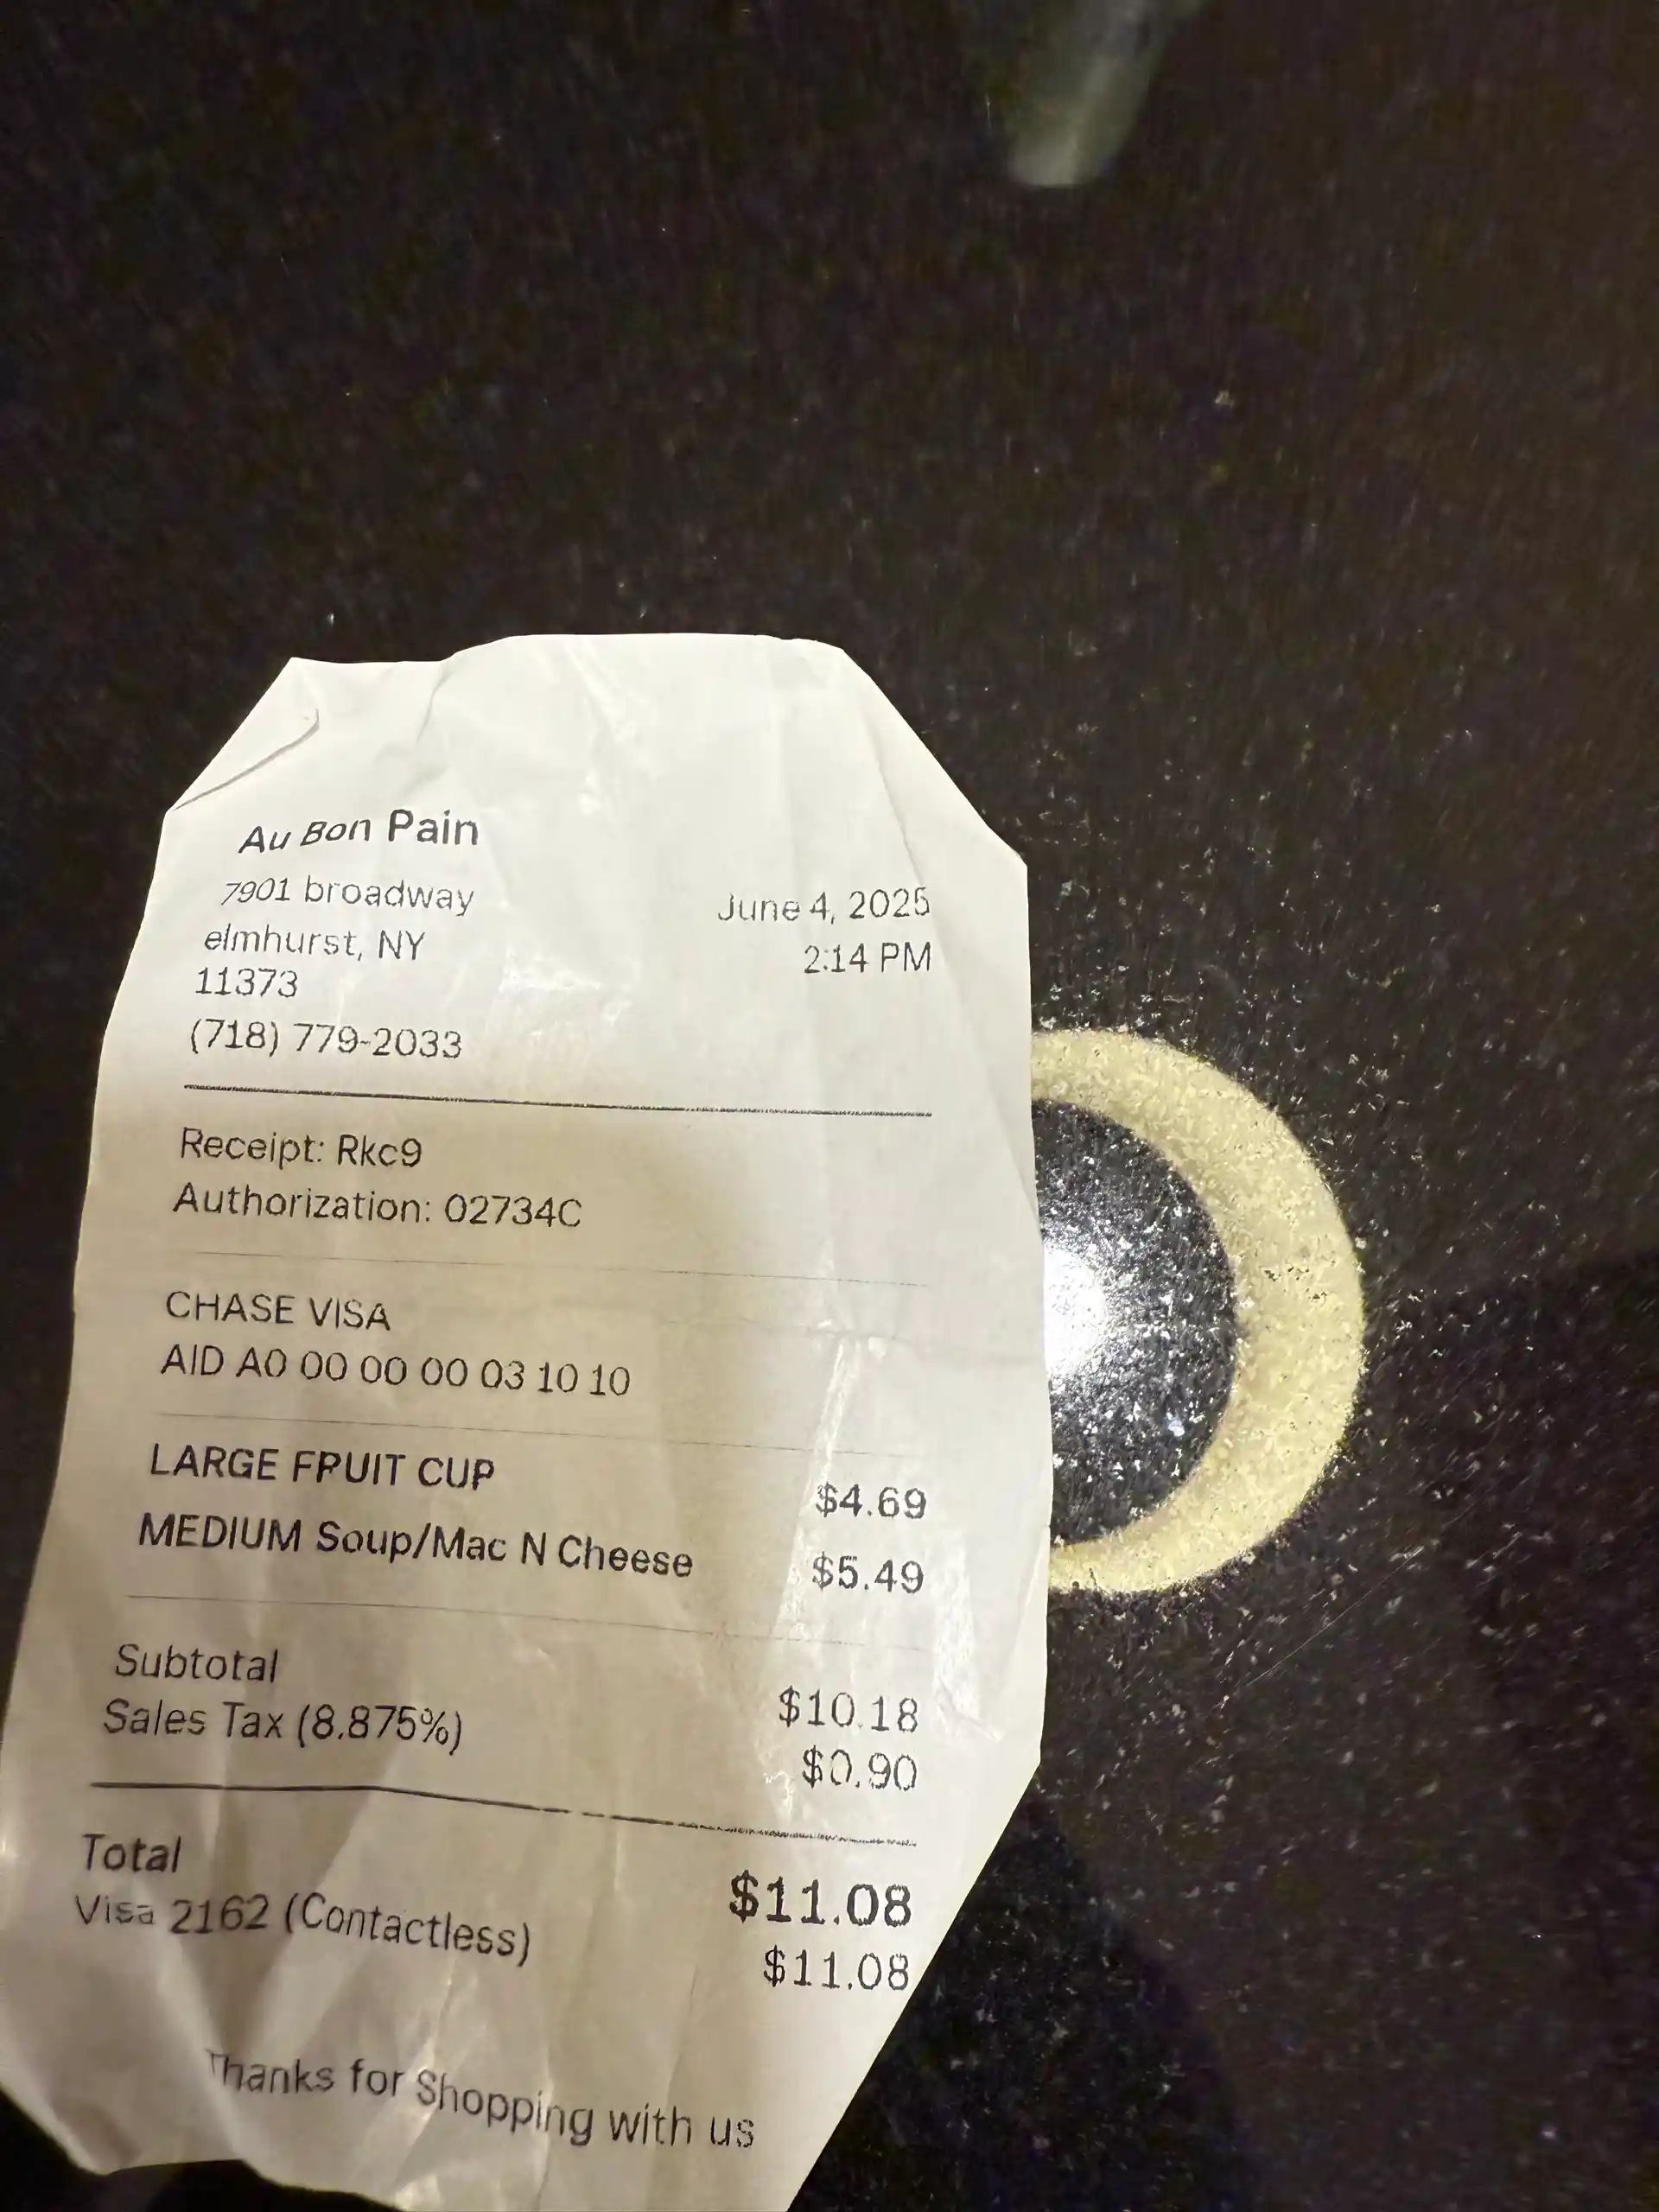 Au Bon Pain
7901 broadway
elmhurst, NY
11373
(718) 779-2033
June 4, 2025
2:14 PM
Receipt: Rkc9
Authorization: 02734C
CHASE VISA
AID A0 00 00 00 03 10 10
LARGE FRUIT CUP $4.69
MEDIUM Soup/Mac N Cheese $5.49
Subtotal $10.18
Sales Tax (8.875%) $0.90
Total $11.08
Visa 2162 (Contactless) $11.08
Thanks for Shopping with us